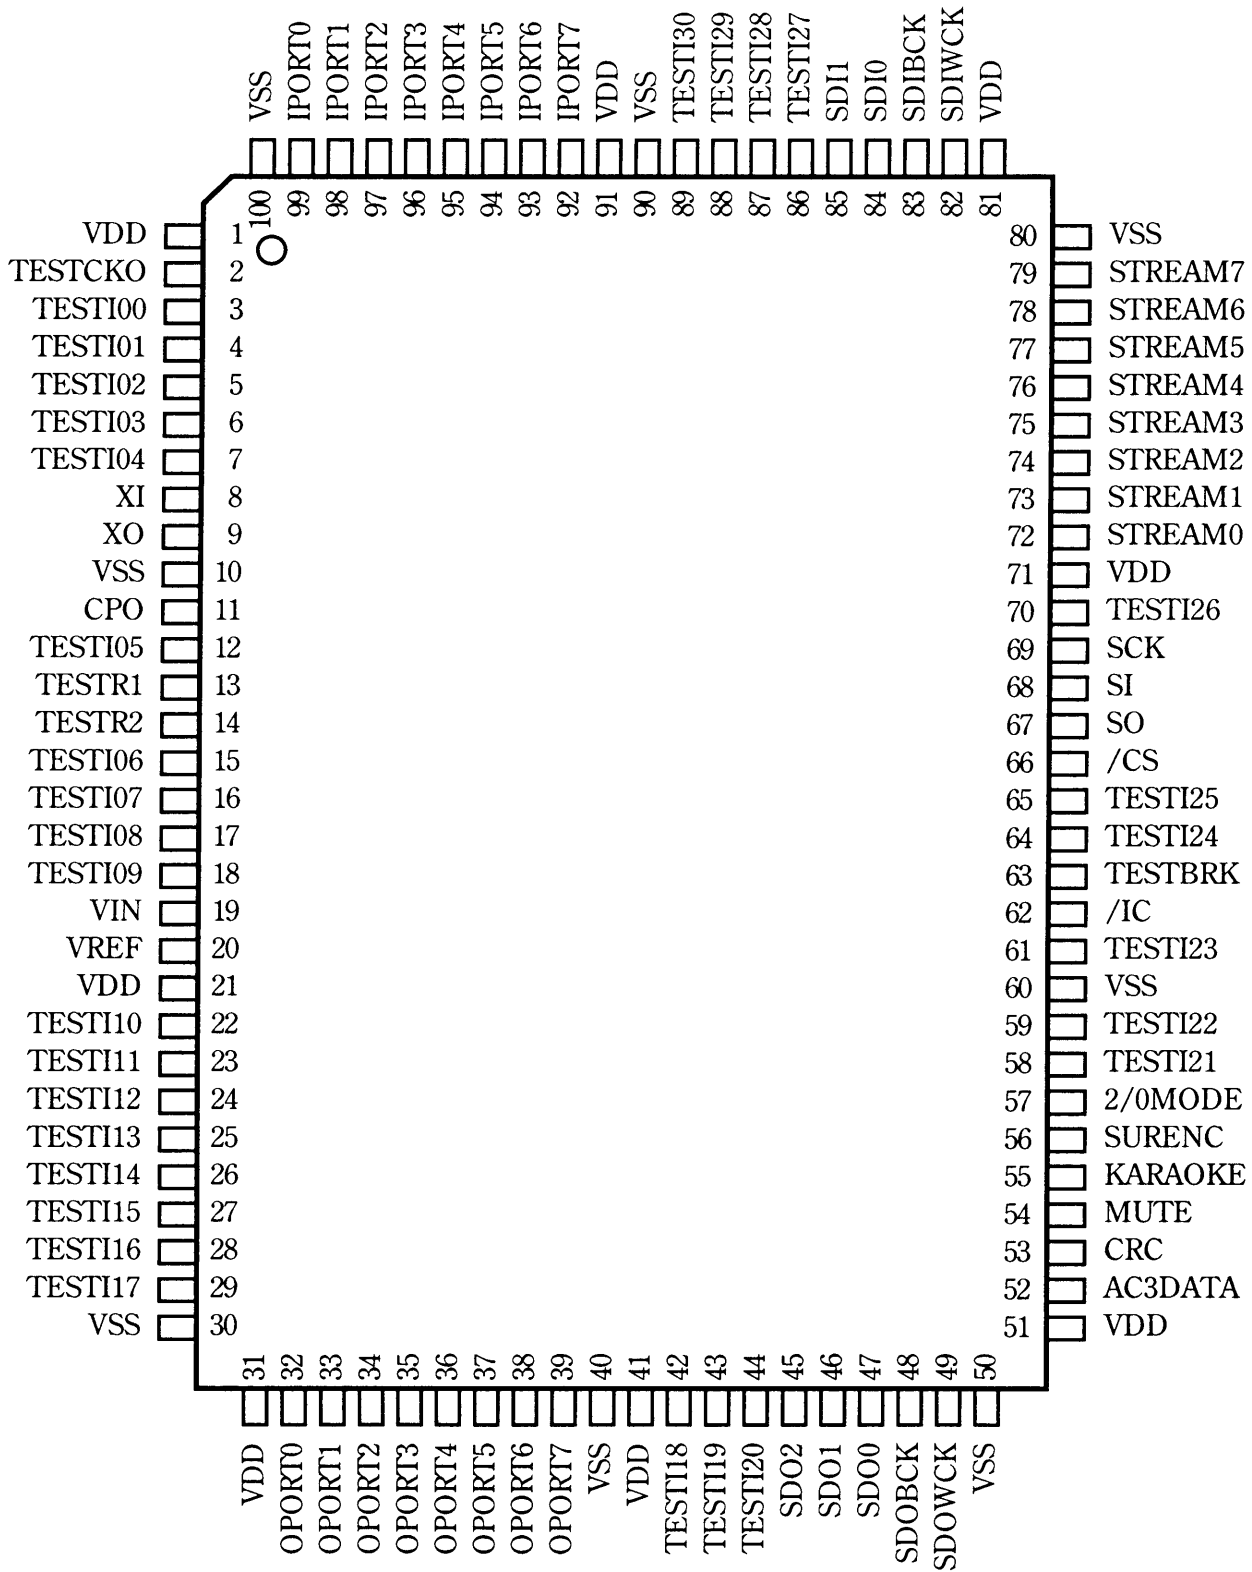 VSS
IPORT0
IPORT1
IPORT2
IPORT3
IPORT4
IPORT5
IPORT6
IPORT7
VDD
VSS
TESTI30
TESTI29
TESTI28
TESTI27
SDI1
SDI0
SDIBCK
SDIWCK
VDD
100
99
98
97
96
95
94
93
92
91
90
89
88
87
86
85
84
83
82
81
VDD 1
TESTCKO 2
TESTI00 3
TESTI01 4
TESTI02 5
TESTI03 6
TESTI04 7
XI 8
XO 9
VSS 10
CPO 11
TESTI05 12
TESTR1 13
TESTR2 14
TESTI06 15
TESTI07 16
TESTI08 17
TESTI09 18
VIN 19
VREF 20
VDD 21
TESTI10 22
TESTI11 23
TESTI12 24
TESTI13 25
TESTI14 26
TESTI15 27
TESTI16 28
TESTI17 29
VSS 30
80 VSS
79 STREAM7
78 STREAM6
77 STREAM5
76 STREAM4
75 STREAM3
74 STREAM2
73 STREAM1
72 STREAM0
71 VDD
70 TESTI26
69 SCK
68 SI
67 SO
66 /CS
65 TESTI25
64 TESTI24
63 TESTBRK
62 /IC
61 TESTI23
60 VSS
59 TESTI22
58 TESTI21
57 2/0MODE
56 SURENC
55 KARAOKE
54 MUTE
53 CRC
52 AC3DATA
51 VDD
31
32
33
34
35
36
37
38
39
40
41
42
43
44
45
46
47
48
49
50
VDD
OPORT0
OPORT1
OPORT2
OPORT3
OPORT4
OPORT5
OPORT6
OPORT7
VSS
VDD
TESTI18
TESTI19
TESTI20
SDO2
SDO1
SDO0
SDOBCK
SDOWCK
VSS